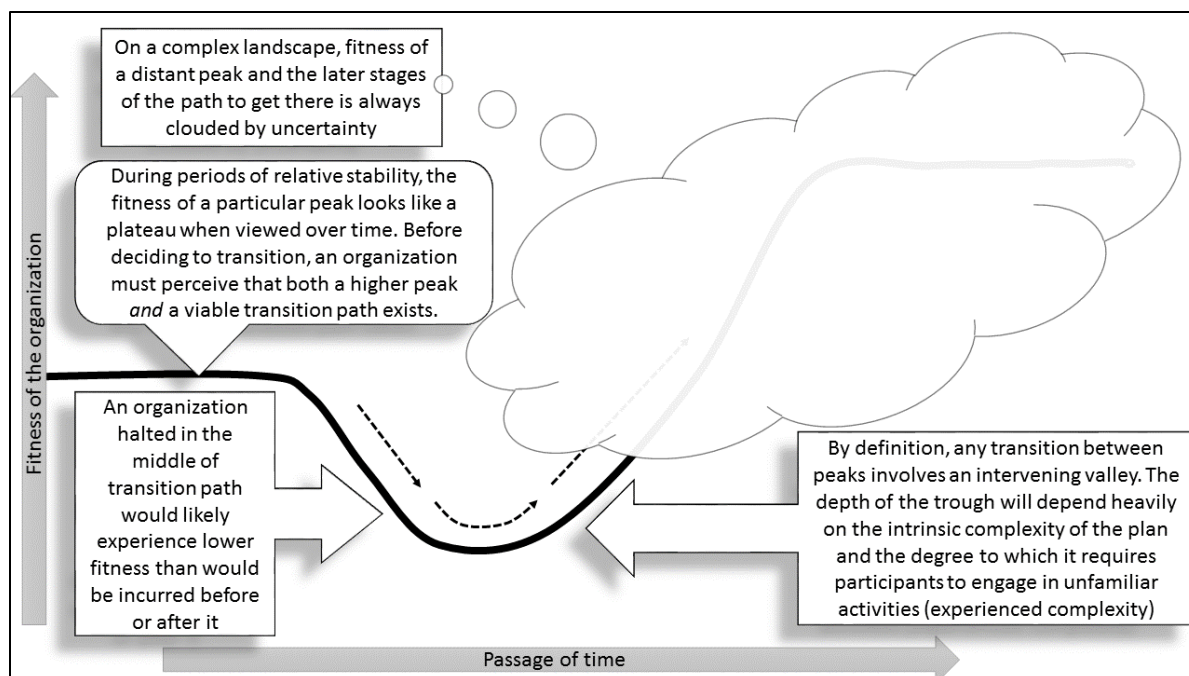 On a complex landscape, fitness of
a distant peak and the later stages
of the path to get there is always
clouded by uncertainty
During periods of relative stability, the
fitness of a particular peak looks like a
plateau when viewed over time. Before
deciding to transition, an organization
must perceive that both a higher peak
and a viable transition path exists.
Fitness of the organization
An organization
halted in the
middle of
transition path
would likely
experience lower
fitness than would
be incurred before
or after it
By definition, any transition between
peaks involves an intervening valley. The
depth of the trough will depend heavily
on the intrinsic complexity of the plan
and the degree to which it requires
participants to engage in unfamiliar
activities (experienced complexity)
Passage of time